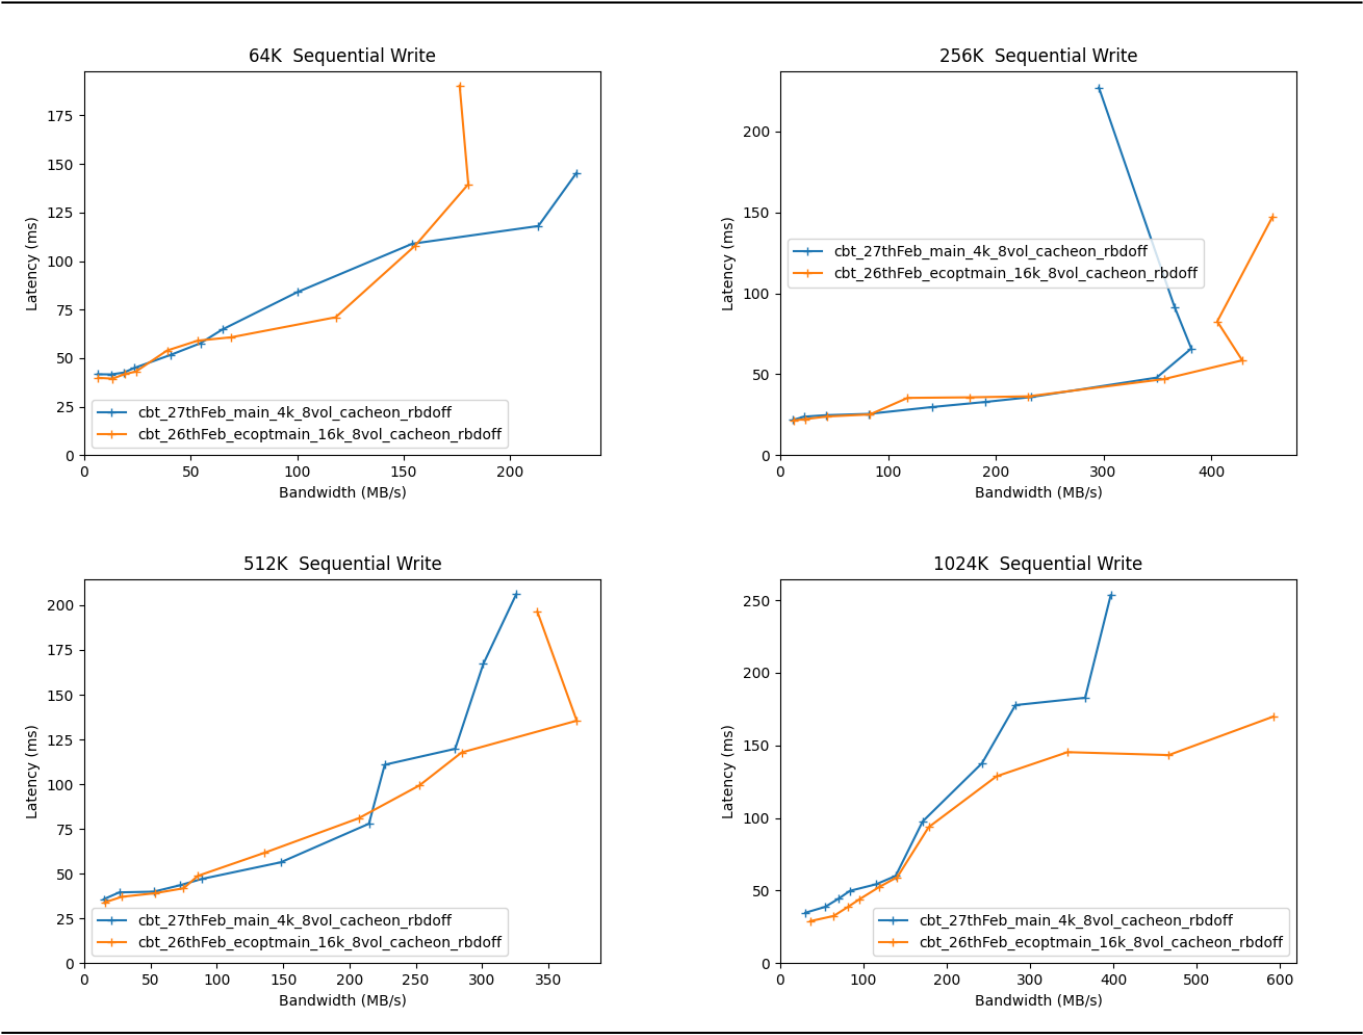 64K  Sequential Write
175
150
125
100
75
50
25
0
Latency (ms)
cbt_27thFeb_main_4k_8vol_cacheon_rbdoff
cbt_26thFeb_ecoptmain_16k_8vol_cacheon_rbdoff
0 50 100 150 200
Bandwidth (MB/s)
256K  Sequential Write
200
150
100
50
0
Latency (ms)
cbt_27thFeb_main_4k_8vol_cacheon_rbdoff
cbt_26thFeb_ecoptmain_16k_8vol_cacheon_rbdoff
0 100 200 300 400
Bandwidth (MB/s)
512K  Sequential Write
200
175
150
125
100
75
50
25
0
Latency (ms)
cbt_27thFeb_main_4k_8vol_cacheon_rbdoff
cbt_26thFeb_ecoptmain_16k_8vol_cacheon_rbdoff
0 50 100 150 200 250 300 350
Bandwidth (MB/s)
1024K  Sequential Write
250
200
150
100
50
0
Latency (ms)
cbt_27thFeb_main_4k_8vol_cacheon_rbdoff
cbt_26thFeb_ecoptmain_16k_8vol_cacheon_rbdoff
0 100 200 300 400 500 600
Bandwidth (MB/s)